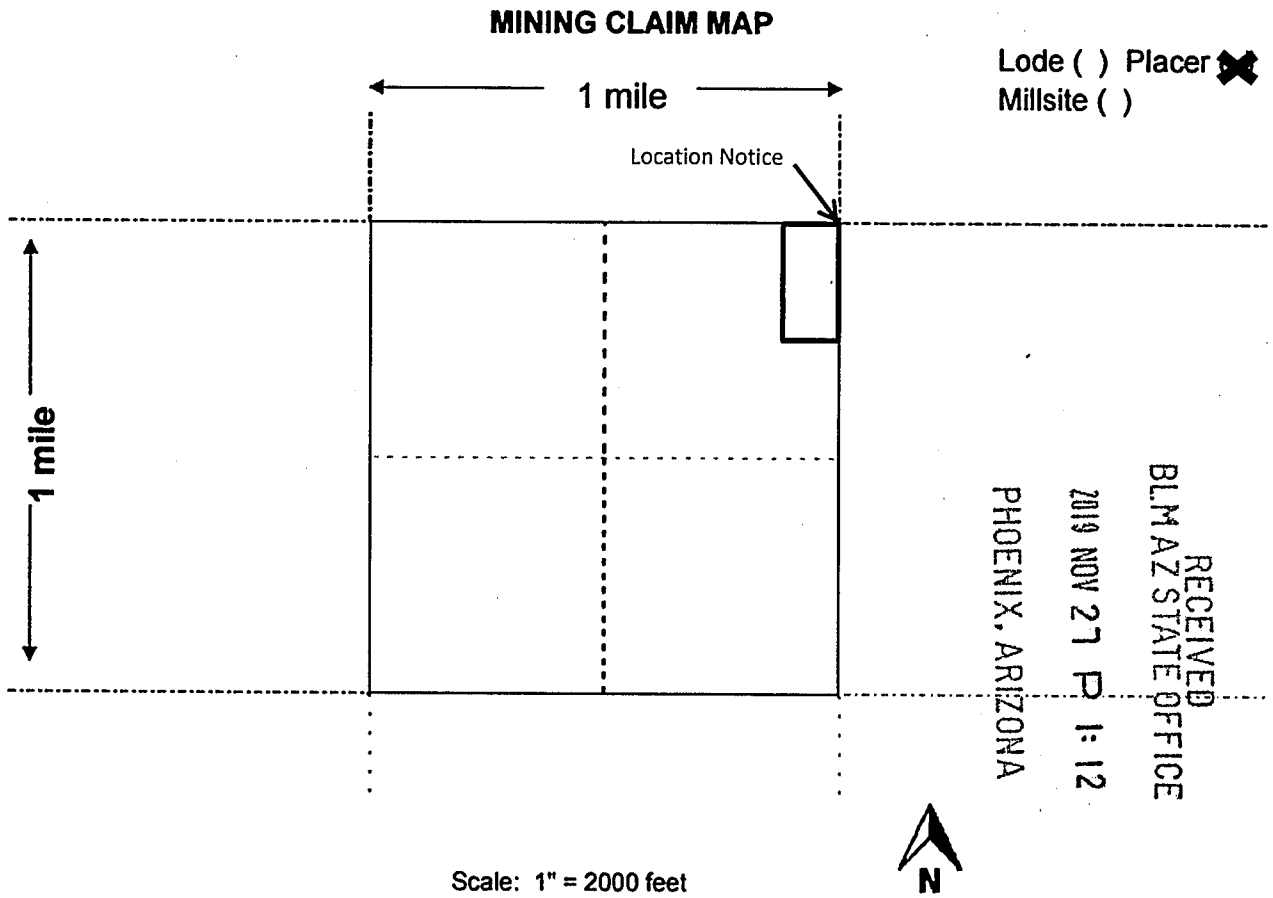 MINING CLAIM MAP
Lode ( ) Placer
Millsite ( )
1 mile
Location Notice
1 mile
RECEIVED
BLM AZ STATE OFFICE
2019 NOV 27 P 1:12
PHOENIX, ARIZONA
N
Scale: 1" = 2000 feet